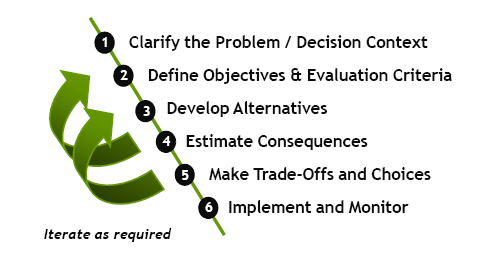 1 Clarify the Problem / Decision Context
2 Define Objectives & Evaluation Criteria
3 Develop Alternatives
4 Estimate Consequences
5 Make Trade-Offs and Choices
6 Implement and Monitor
Iterate as required